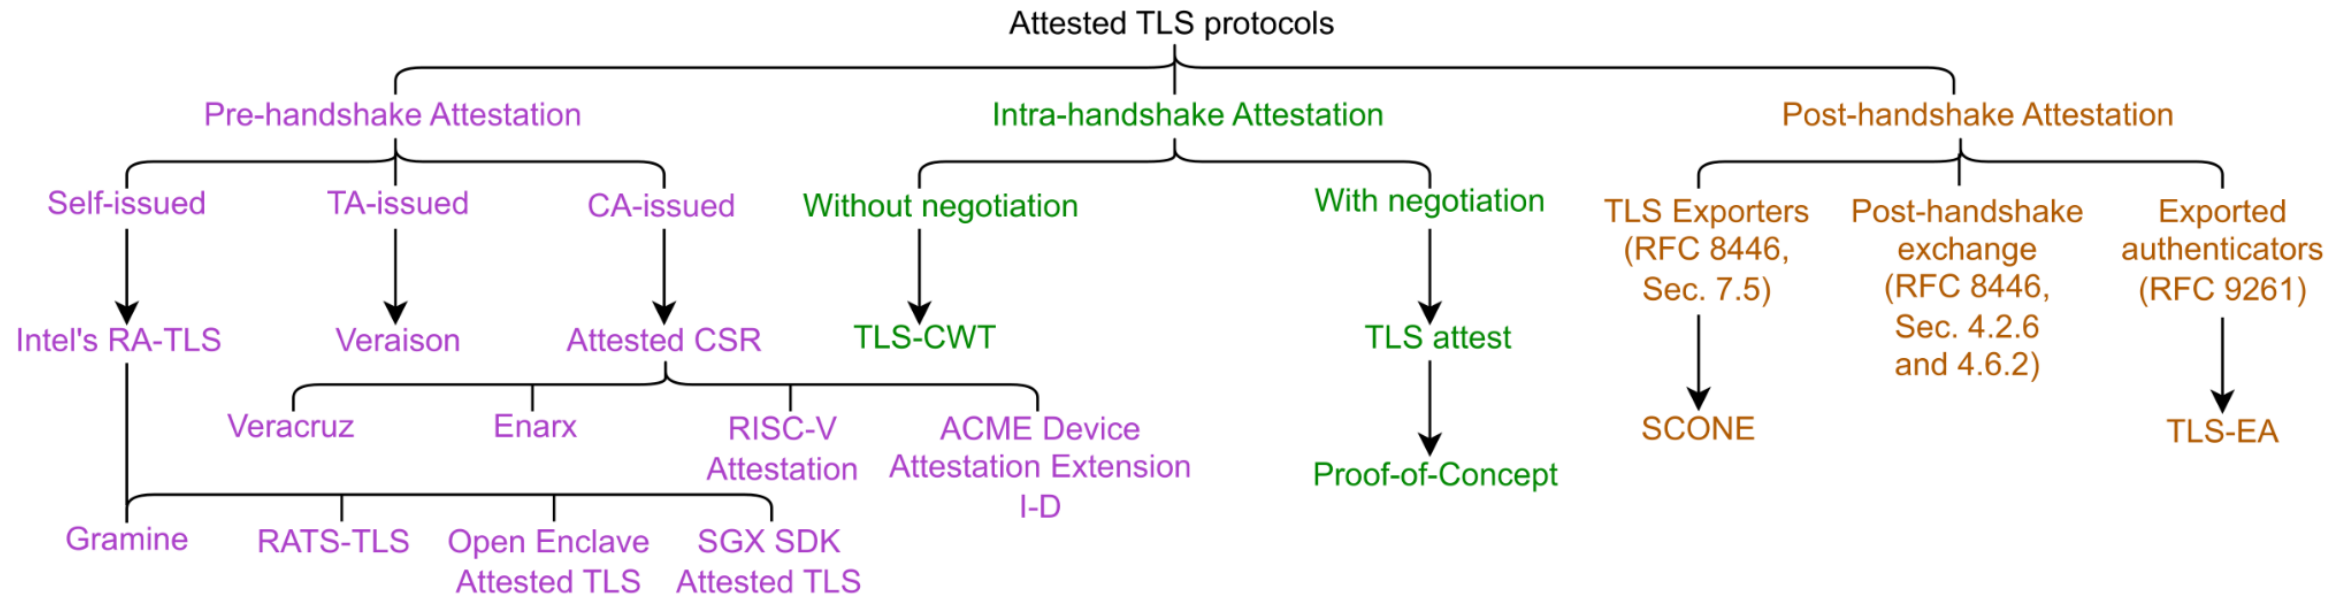 Attested TLS protocols
Pre-handshake Attestation
Intra-handshake Attestation
Post-handshake Attestation
Self-issued
TA-issued
CA-issued
Without negotiation
With negotiation
TLS Exporters
(RFC 8446,
Sec. 7.5)
Post-handshake
exchange
(RFC 8446,
Sec. 4.2.6
and 4.6.2)
Exported
authenticators
(RFC 9261)
Intel's RA-TLS
Veraison
Attested CSR
TLS-CWT
TLS attest
Veracruz
Enarx
RISC-V
Attestation
ACME Device
Attestation Extension
I-D
Proof-of-Concept
SCONE
TLS-EA
Gramine
RATS-TLS
Open Enclave
Attested TLS
SGX SDK
Attested TLS